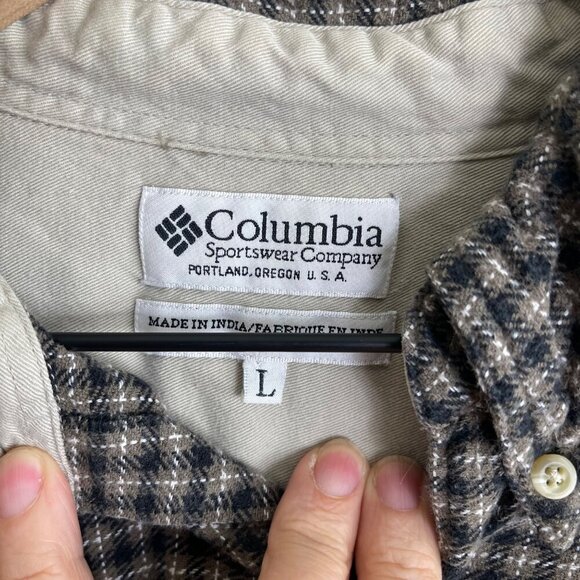 Columbia
Sportswear Company
PORTLAND, OREGON U.S.A.
MADE IN INDIA/FABRIQUE EN INDE
L